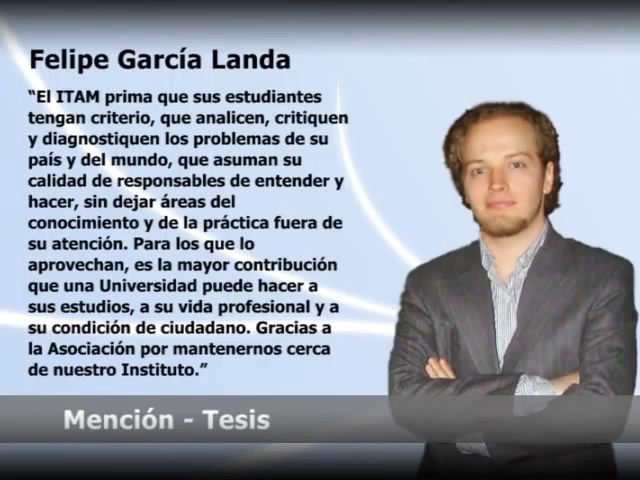 Felipe García Landa
“El ITAM prima que sus estudiantes
tengan criterio, que analicen, critiquen
y diagnostiquen los problemas de su
país y del mundo, que asuman su
calidad de responsables de entender y
hacer, sin dejar áreas del
conocimiento y de la práctica fuera de
su atención. Para los que lo
aprovechan, es la mayor contribución
que una Universidad puede hacer a
sus estudios, a su vida profesional y a
su condición de ciudadano. Gracias a
la Asociación por mantenernos cerca
de nuestro Instituto.”
Mención - Tesis